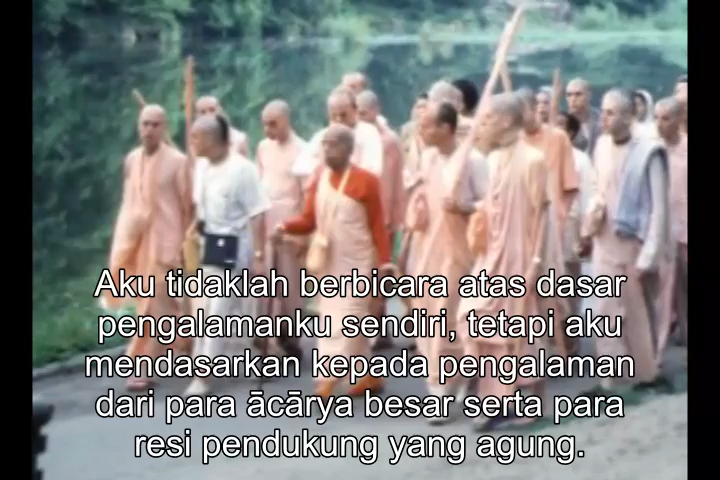 Aku tidaklah berbicara atas dasar
pengalamanku sendiri, tetapi aku
mendasarkan kepada pengalaman
dari para ācārya besar serta para
resi pendukung yang agung.